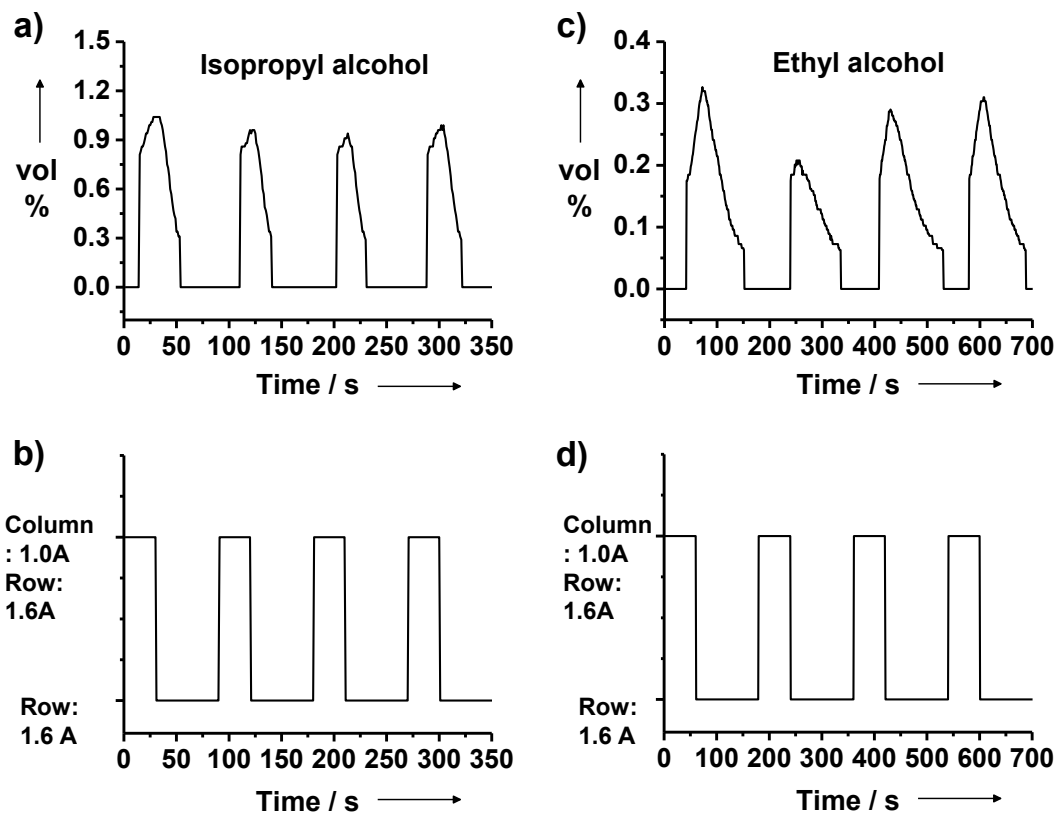 a)
Isopropyl alcohol
vol
%
1.5
1.2
0.9
0.6
0.3
0.0
0 50 100 150 200 250 300 350
Time / s
c)
Ethyl alcohol
vol
%
0.4
0.3
0.2
0.1
0.0
0 100 200 300 400 500 600 700
Time / s
b)
Column
: 1.0A
Row:
1.6A
Row:
1.6 A
0 50 100 150 200 250 300 350
Time / s
d)
Column
: 1.0A
Row:
1.6A
Row:
1.6 A
0 100 200 300 400 500 600 700
Time / s